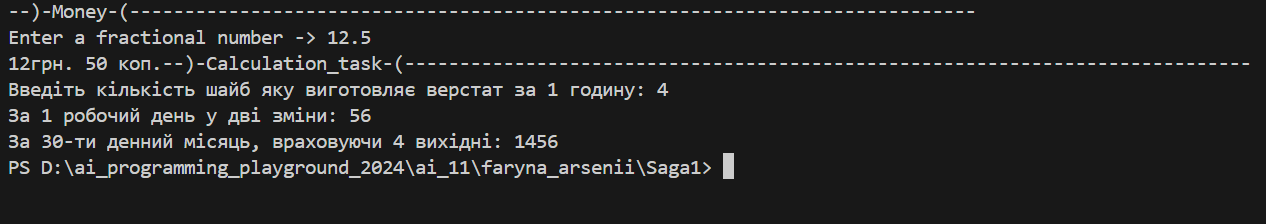 --)-Money-(-----------------------------------------------------------------------------
Enter a fractional number -> 12.5
12грн. 50 коп.--)-Calculation_task-(-----------------------------------------------------------------------------
Введіть кількість шайб яку виготовляє верстат за 1 годину: 4
За 1 робочий день у дві зміни: 56
За 30-ти денний місяць, враховуючи 4 вихідні: 1456
PS D:\ai_programming_playground_2024\ai_11\faryna_arsenii\Saga1>